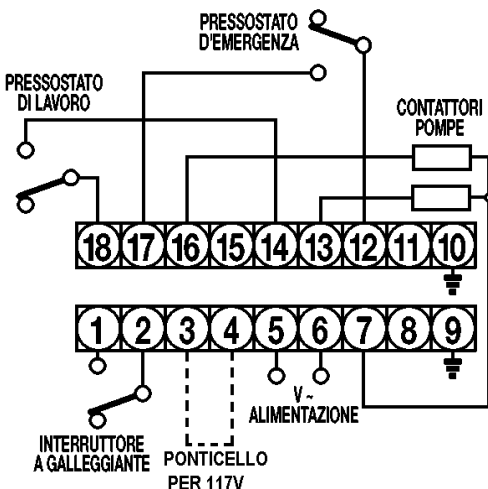 PRESSOSTATO
D'EMERGENZA
PRESSOSTATO
DI LAVORO
CONTATTORI
POMPE
18 17 16 15 14 13 12 11 10
1 2 3 4 5 6 7 8 9
V ~
ALIMENTAZIONE
INTERRUTTORE
A GALLEGGIANTE
PONTICELLO
PER 117V